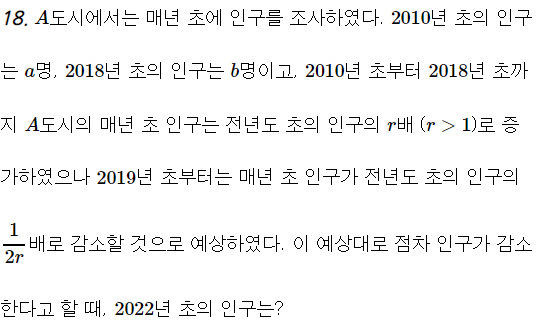 18. A도시에서는 매년 초에 인구를 조사하였다. 2010년 초의 인구
는 a명, 2018년 초의 인구는 b명이고, 2010년 초부터 2018년 초까
지 A도시의 매년 초 인구는 전년도 초의 인구의 r배 (r > 1)로 증
가하였으나 2019년 초부터는 매년 초 인구가 전년도 초의 인구의
1/2r 배로 감소할 것으로 예상하였다. 이 예상대로 점차 인구가 감소
한다고 할 때, 2022년 초의 인구는?